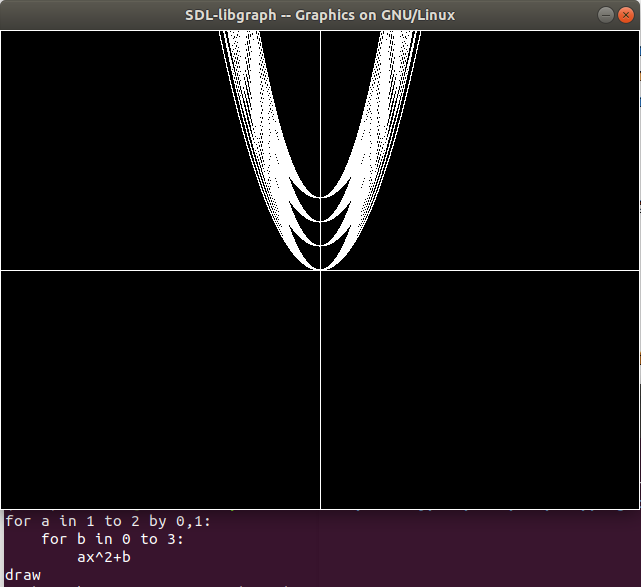 SDL-libgraph -- Graphics on GNU/Linux
for a in 1 to 2 by 0,1:
for b in 0 to 3:
ax^2+b
draw